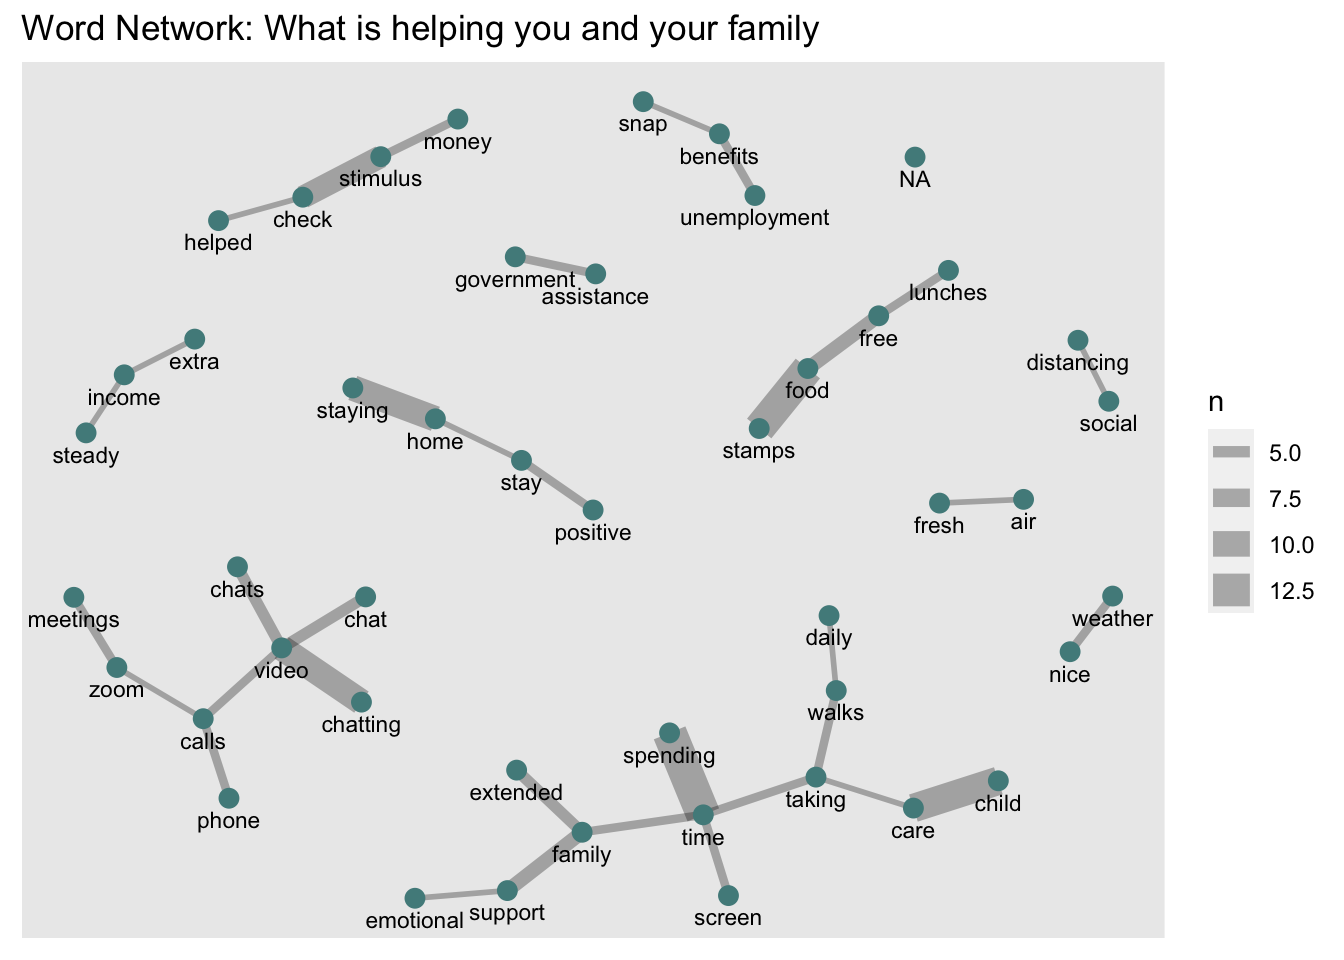 Word Network: What is helping you and your family
snap
money
benefits
stimulus
NA
check
unemployment
helped
government
assistance
lunches
free
extra
distancing
income
food
staying
social
home
stamps
steady
stay
fresh
air
positive
chats
meetings
chat
weather
daily
video
nice
zoom
walks
chatting
calls
spending
extended
taking
child
phone
time
care
family
support
emotional
screen
n
5.0
7.5
10.0
12.5